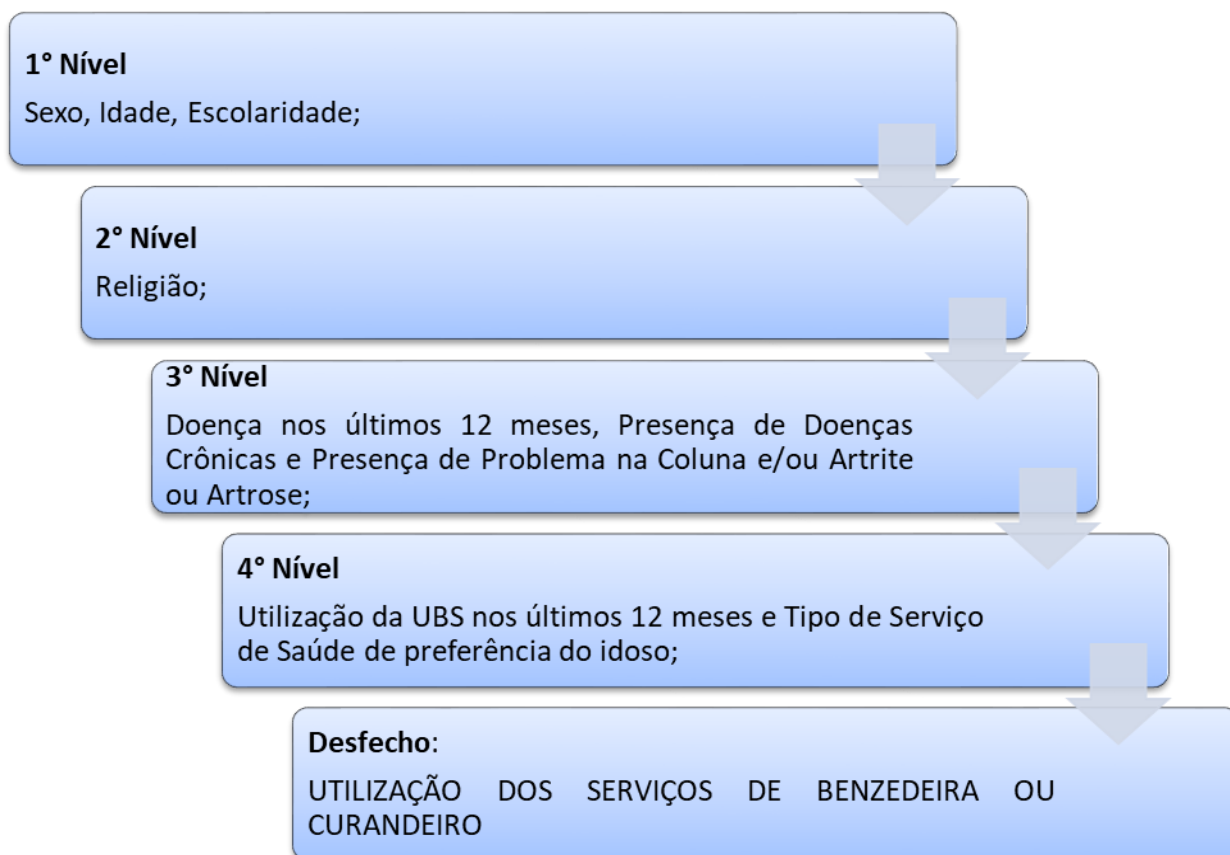 1° Nível
Sexo, Idade, Escolaridade;
2° Nível
Religião;
3° Nível
Doença nos últimos 12 meses, Presença de Doenças
Crônicas e Presença de Problema na Coluna e/ou Artrite
ou Artrose;
4° Nível
Utilização da UBS nos últimos 12 meses e Tipo de Serviço
de Saúde de preferência do idoso;
Desfecho:
UTILIZAÇÃO DOS SERVIÇOS DE BENZEDEIRA OU
CURANDEIRO